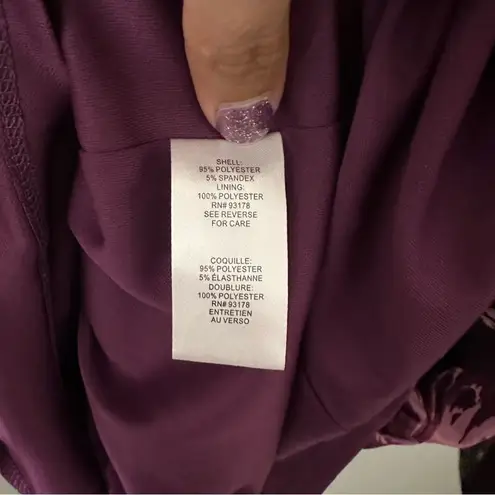 SHELL:
95% POLYESTER
5% SPANDEX
LINING:
100% POLYESTER
RN# 93178
SEE REVERSE
FOR CARE
COQUILLE:
95% POLYESTER
5% ÉLASTHANNE
DOUBLURE:
100% POLYESTER
RN# 93178
ENTRETIEN
AU VERSO